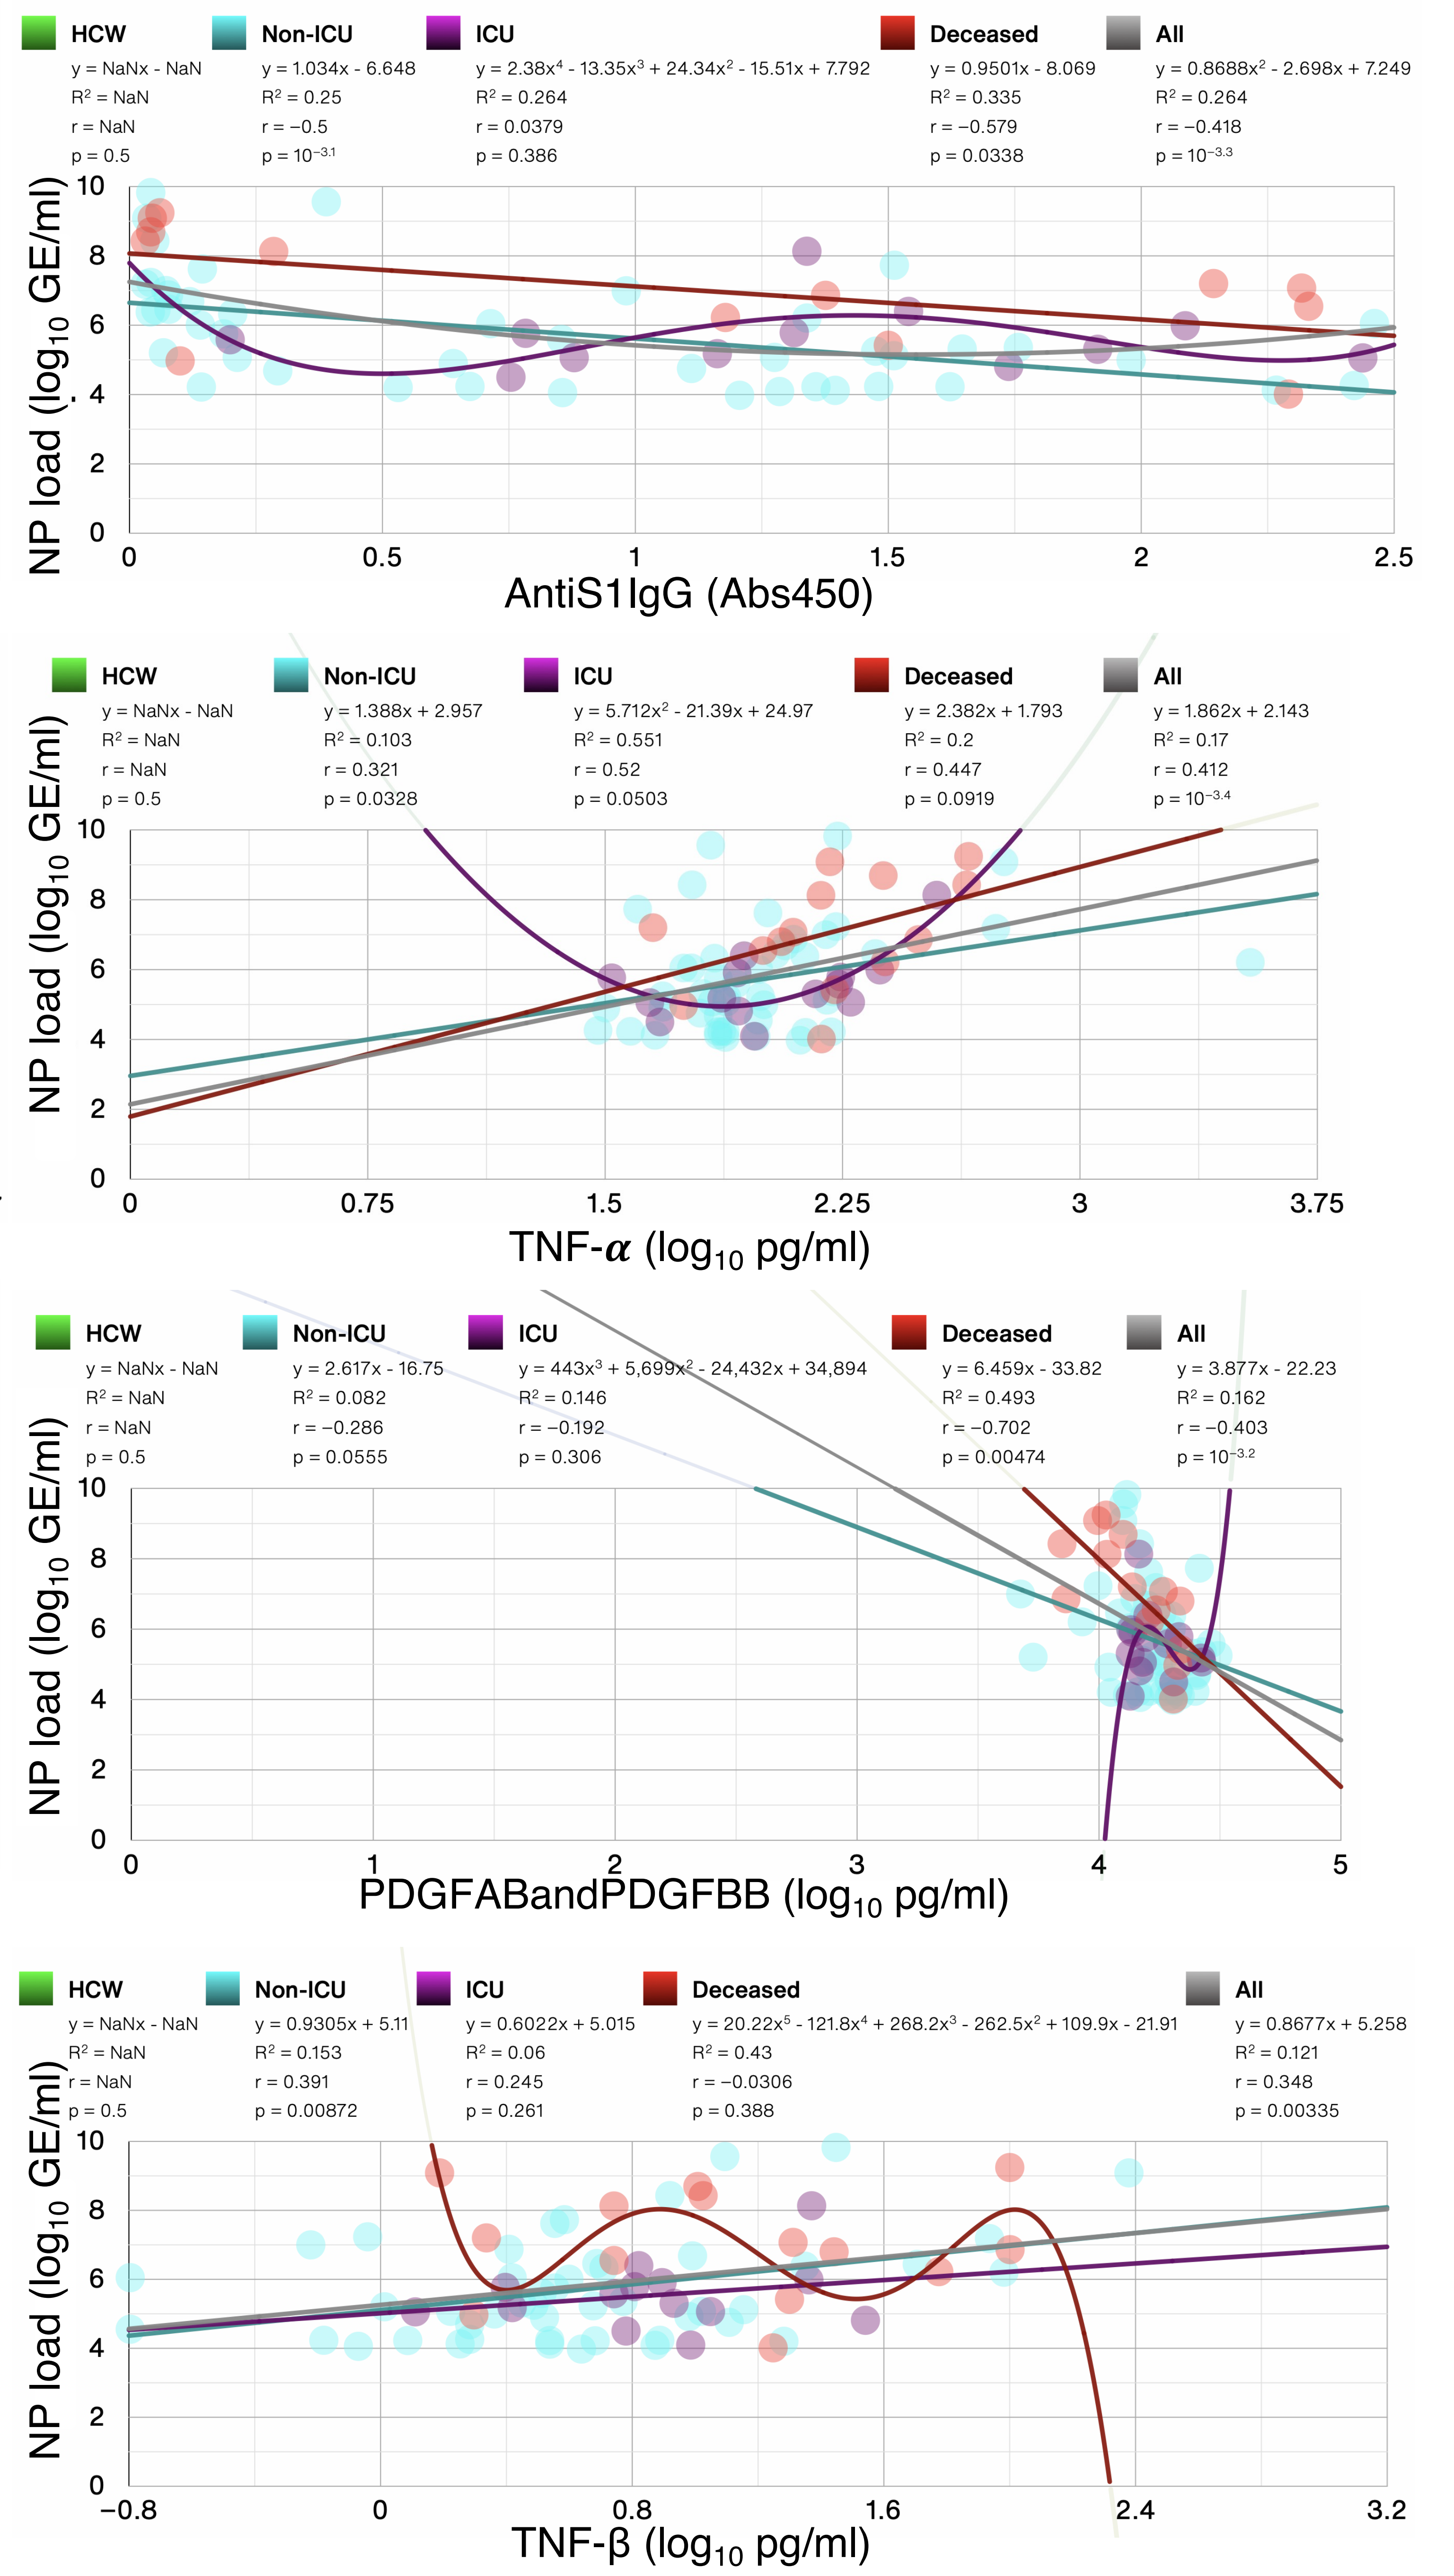 HCW Non-ICU ICU Deceased All
y = NaNx - NaN y = 1.034x - 6.648 y = 2.38x⁴ - 13.35x³ + 24.34x² - 15.51x + 7.792 y = 0.9501x - 8.069 y = 0.8688x² - 2.698x + 7.249
R² = NaN R² = 0.25 R² = 0.264 R² = 0.335 R² = 0.264
r = NaN r = −0.5 r = 0.0379 r = −0.579 r = −0.418
p = 0.5 p = 10⁻³·¹ p = 0.386 p = 0.0338 p = 10⁻³·³
NP load (log₁₀ GE/ml)
10
8
6
4
2
0
0 0.5 1 1.5 2 2.5
AntiS1IgG (Abs450)
HCW Non-ICU ICU Deceased All
y = NaNx - NaN y = 1.388x + 2.957 y = 5.712x² - 21.39x + 24.97 y = 2.382x + 1.793 y = 1.862x + 2.143
R² = NaN R² = 0.103 R² = 0.551 R² = 0.2 R² = 0.17
r = NaN r = 0.321 r = 0.52 r = 0.447 r = 0.412
p = 0.5 p = 0.0328 p = 0.0503 p = 0.0919 p = 10⁻³·⁴
NP load (log₁₀ GE/ml)
10
8
6
4
2
0
0 0.75 1.5 2.25 3 3.75
TNF-α (log₁₀ pg/ml)
HCW Non-ICU ICU Deceased All
y = NaNx - NaN y = 2.617x - 16.75 y = 443x³ + 5,699x² - 24,432x + 34,894 y = 6.459x - 33.82 y = 3.877x - 22.23
R² = NaN R² = 0.082 R² = 0.146 R² = 0.493 R² = 0.162
r = NaN r = −0.286 r = −0.192 r = −0.702 r = −0.403
p = 0.5 p = 0.0555 p = 0.306 p = 0.00474 p = 10⁻³·²
NP load (log₁₀ GE/ml)
10
8
6
4
2
0
0 1 2 3 4 5
PDGFABandPDGFBB (log₁₀ pg/ml)
HCW Non-ICU ICU Deceased All
y = NaNx - NaN y = 0.9305x + 5.11 y = 0.6022x + 5.015 y = 20.22x⁵ - 121.8x⁴ + 268.2x³ - 262.5x² + 109.9x - 21.91 y = 0.8677x + 5.258
R² = NaN R² = 0.153 R² = 0.06 R² = 0.43 R² = 0.121
r = NaN r = 0.391 r = 0.245 r = −0.0306 r = 0.348
p = 0.5 p = 0.00872 p = 0.261 p = 0.388 p = 0.00335
NP load (log₁₀ GE/ml)
10
8
6
4
2
0
−0.8 0 0.8 1.6 2.4 3.2
TNF-β (log₁₀ pg/ml)